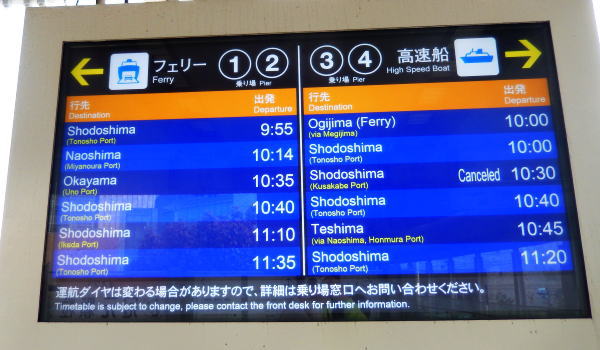 フェリー
Ferry
1 2
乗り場 Pier
行先 出発
Destination Departure
Shodoshima 9:55
(Tonosho Port)
Naoshima 10:14
(Miyanoura Port)
Okayama 10:35
(Uno Port)
Shodoshima 10:40
(Tonosho Port)
Shodoshima 11:10
(Ikeda Port)
Shodoshima 11:35
(Tonosho Port)
3 4
乗り場 Pier
高速船
High Speed Boat
行先 出発
Destination Departure
Ogijima (Ferry) 10:00
(via Megijima)
Shodoshima 10:00
(Tonosho Port)
Shodoshima Canceled 10:30
(Kusakabe Port)
Shodoshima 10:40
(Tonosho Port)
Teshima 10:45
(via Naoshima, Honmura Port)
Shodoshima 11:20
(Tonosho Port)
運航ダイヤは変わる場合がありますので、詳細は乗り場窓口へお問い合わせください。
Timetable is subject to change, please contact the front desk for further information.